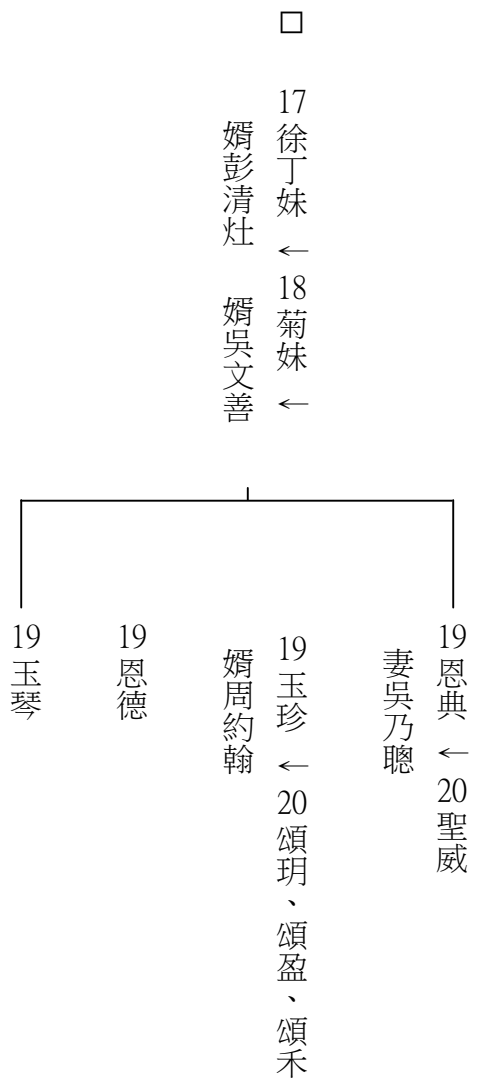 □ 17徐丁妹 ← 18菊妹 ←
婿彭清灶 婿吳文善
19恩典 ← 20聖威
妻吳乃聰
19玉珍 ← 20頌玥、頌盈、頌禾
婿周約翰
19恩德
19玉琴